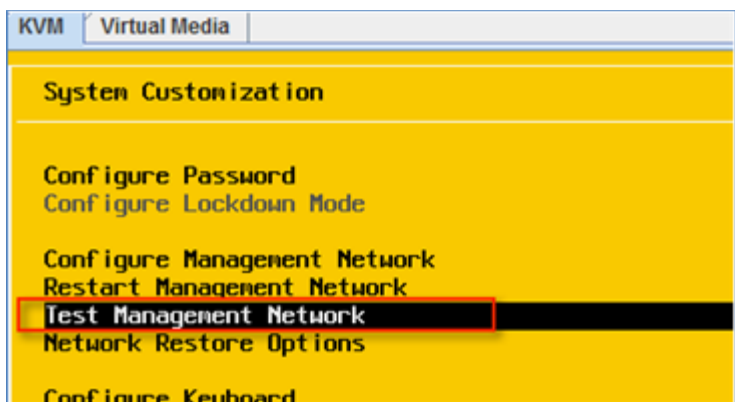 KVM Virtual Media
System Customization
Configure Password
Configure Lockdown Mode
Configure Management Network
Restart Management Network
Test Management Network
Network Restore Options
Configure Keyboard